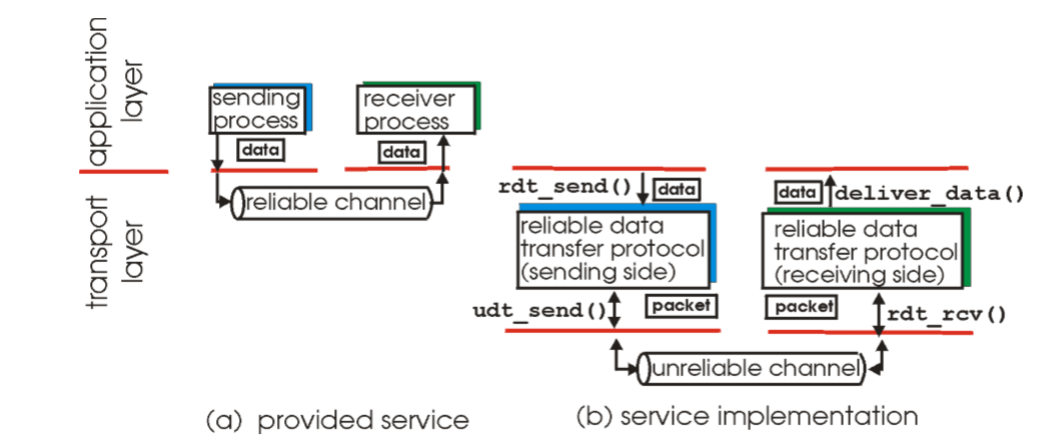 application
layer
transport
layer
sending
process
data
receiver
process
data
reliable channel
(a) provided service
rdt_send()
data
reliable data
transfer protocol
(sending side)
udt_send()
packet
data
deliver_data()
reliable data
transfer protocol
(receiving side)
packet
rdt_rcv()
unreliable channel
(b) service implementation